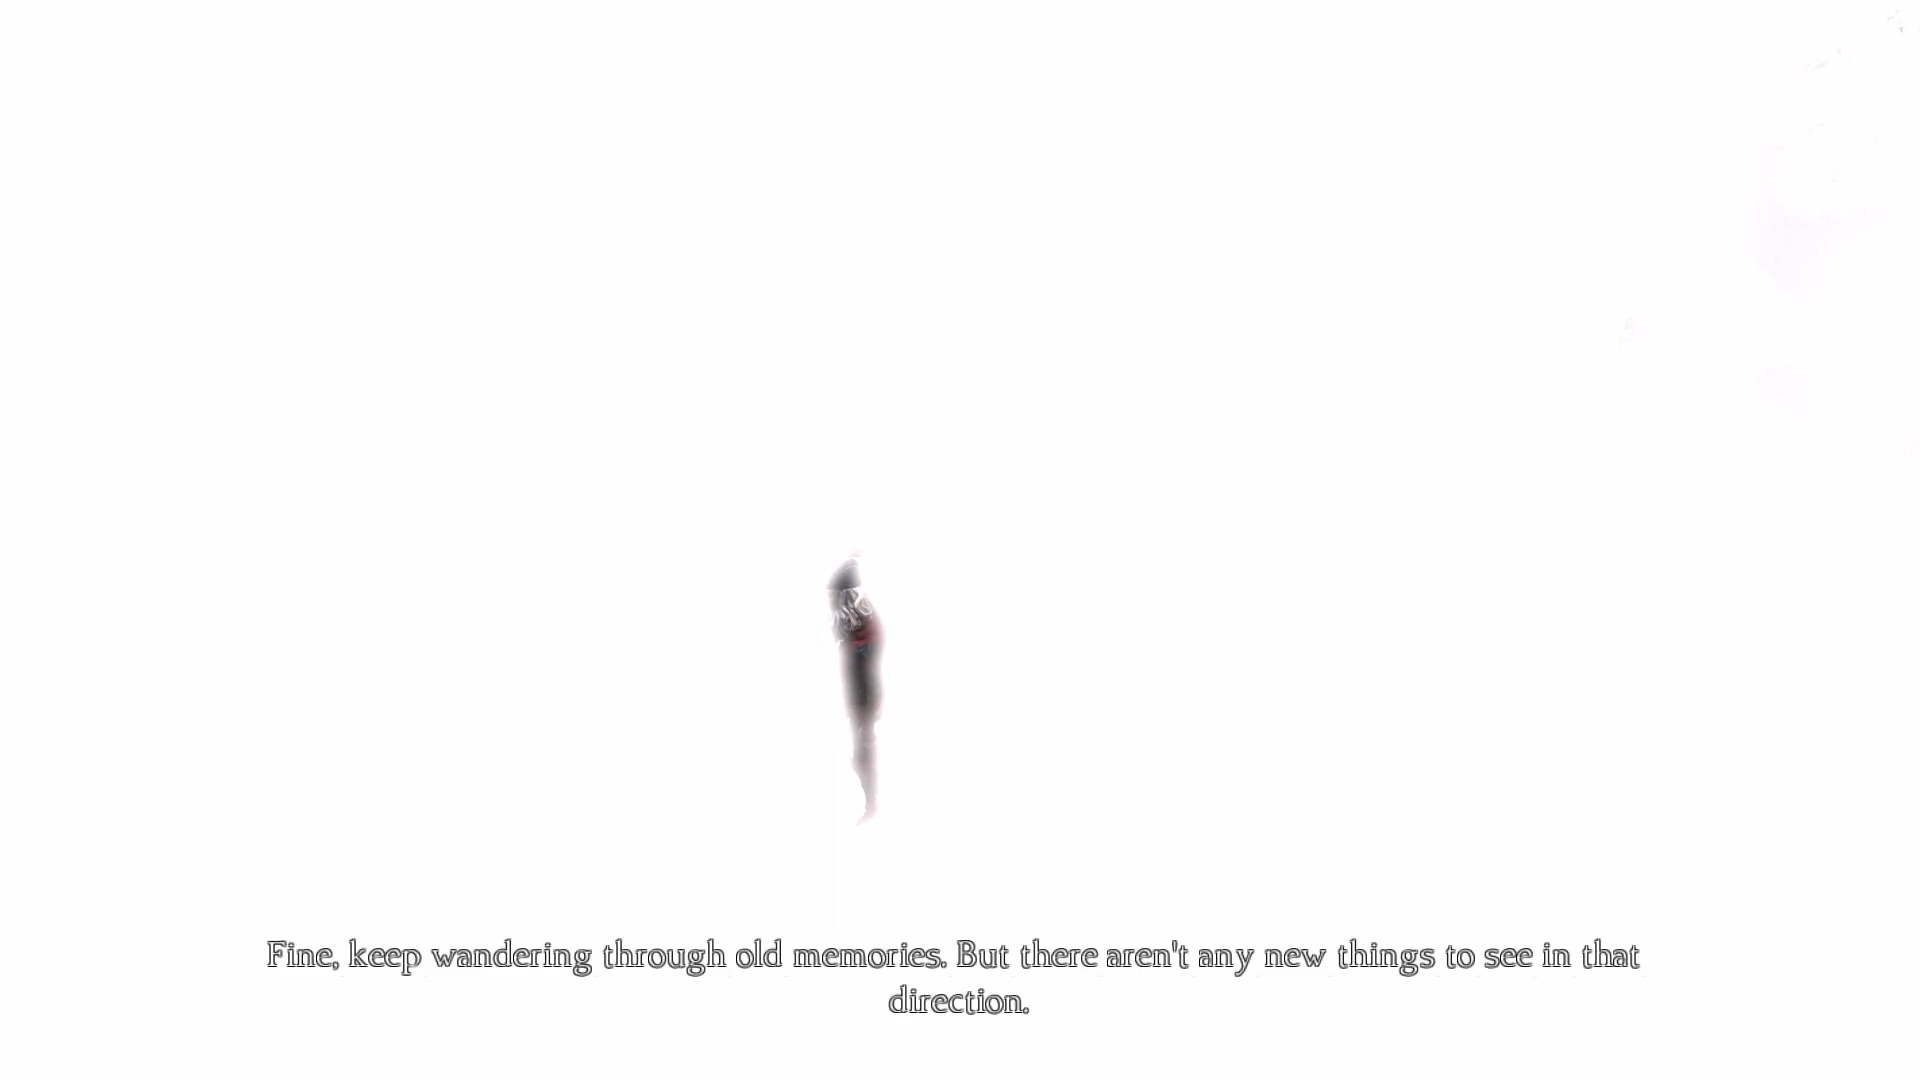 Fine, keep wandering through old memories. But there aren't any new things to see in that
direction.